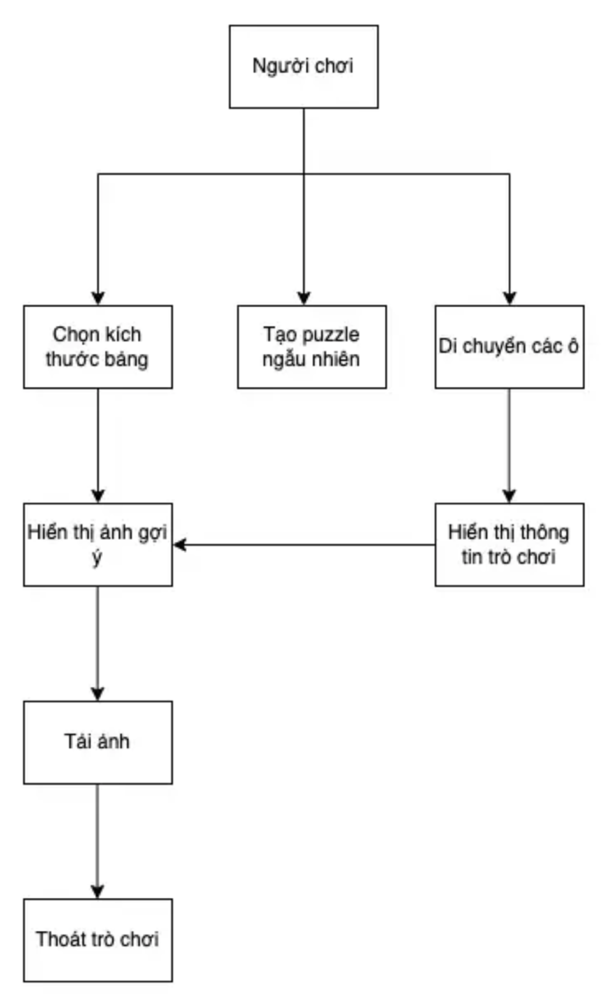 Người chơi
Chọn kích
thước bảng
Tạo puzzle
ngẫu nhiên
Di chuyển các ô
Hiển thị ảnh gợi
ý
Hiển thị thông
tin trò chơi
Tải ảnh
Thoát trò chơi